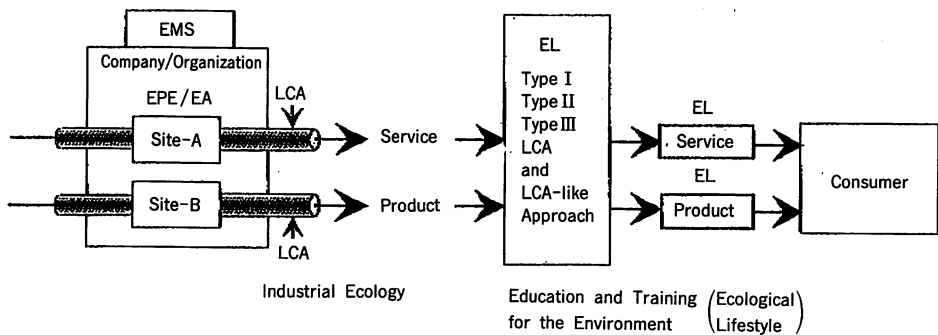 EMS
Company/Organization
EPE/EA
LCA
Site-A
Site-B
LCA
Service
Product
EL
Type I
Type II
Type III
LCA
and
LCA-like
Approach
EL
Service
EL
Product
Consumer
Industrial Ecology
Education and Training
for the Environment
(Ecological
Lifestyle)